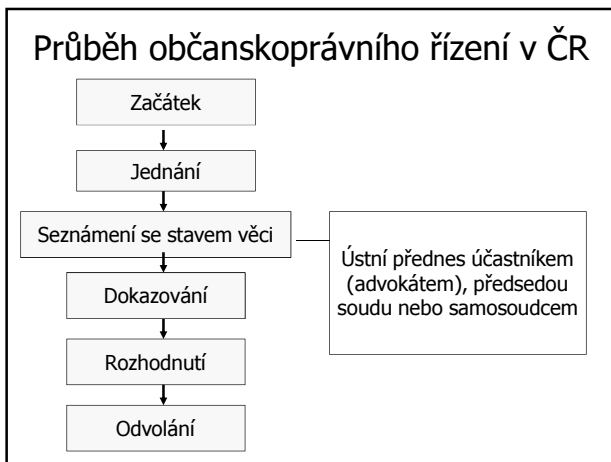 Průběh občanskoprávního řízení v ČR
Začátek
Jednání
Seznámení se stavem věci
Ústní přednes účastníkem
(advokátem), předsedou
soudu nebo samosoudcem
Dokazování
Rozhodnutí
Odvolání